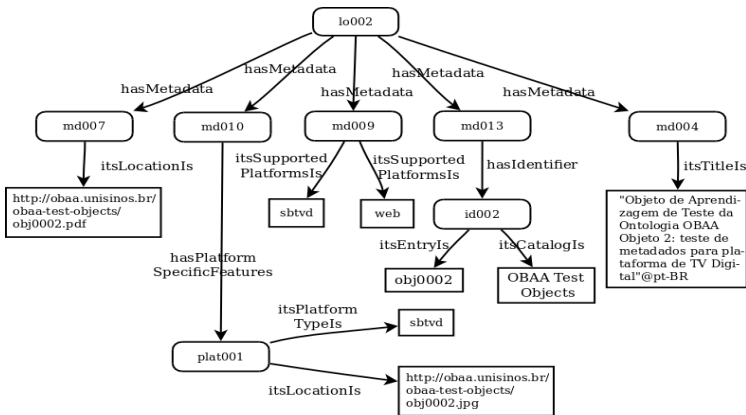 lo002
hasMetadata
hasMetadata
hasMetadata
hasMetadata
hasMetadata
md007
md010
md009
md013
md004
itsLocationIs
itsSupported
PlatformsIs
itsSupported
PlatformsIs
hasIdentifier
itsTitleIs
http://obaa.unisinos.br/
obaa-test-objects/
obj0002.pdf
sbtvd
web
id002
"Objeto de Aprendi-
zagem de Teste da
Ontologia OBAA
Objeto 2: teste de
metadados para pla-
taforma de TV Digi-
tal"@pt-BR
hasPlatform
SpecificFeatures
itsEntryIs
itsCatalogIs
obj0002
OBAA Test
Objects
itsPlatform
TypeIs
sbtvd
plat001
itsLocationIs
http://obaa.unisinos.br/
obaa-test-objects/
obj0002.jpg